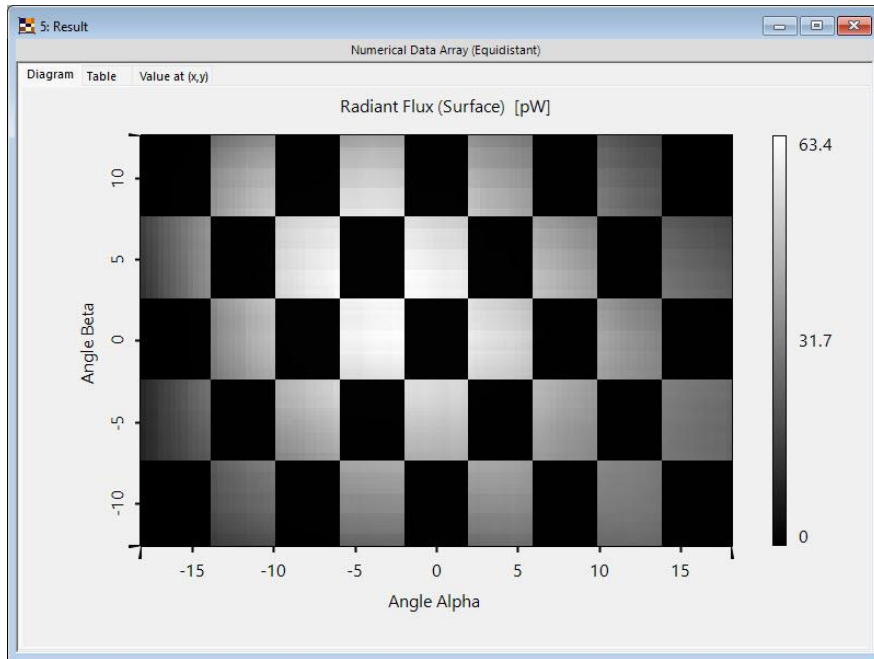 5: Result
Numerical Data Array (Equidistant)
Diagram Table Value at (x,y)
Radiant Flux (Surface) [pW]
63.4
31.7
0
Angle Beta
10
5
0
-5
-10
-15 -10 -5 0 5 10 15
Angle Alpha